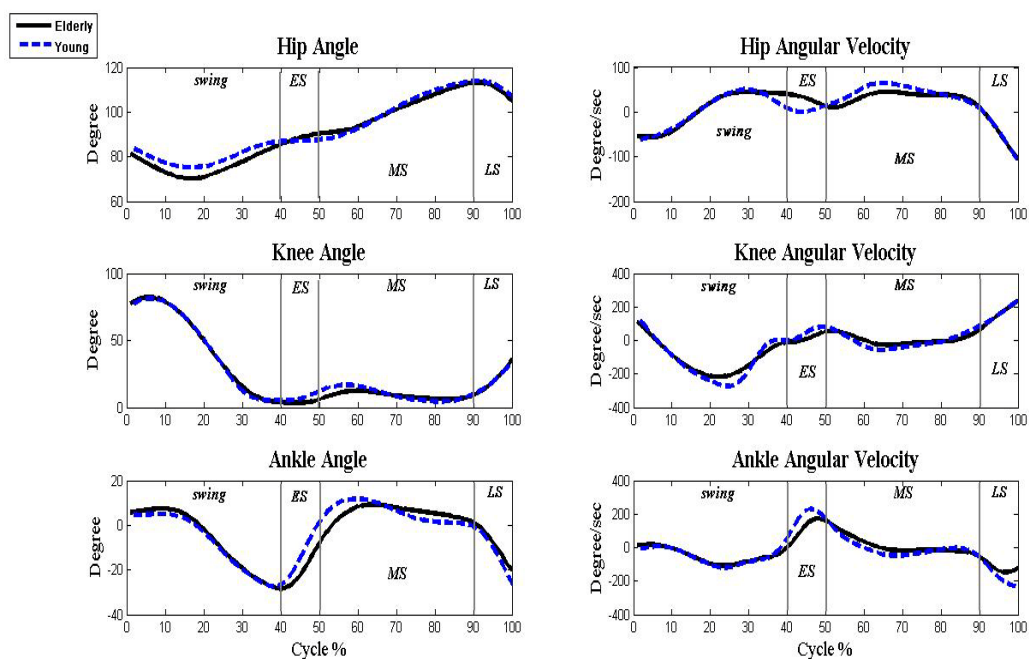 Elderly
Young
Hip Angle
Hip Angular Velocity
Degree
120
100
80
60
swing
ES
MS
LS
0 10 20 30 40 50 60 70 80 90 100
Degree/sec
100
0
-100
-200
swing
ES
MS
LS
0 10 20 30 40 50 60 70 80 90 100
Knee Angle
Knee Angular Velocity
Degree
100
50
0
swing
ES
MS
LS
0 10 20 30 40 50 60 70 80 90 100
Degree/sec
400
200
0
-200
-400
swing
ES
MS
LS
0 10 20 30 40 50 60 70 80 90 100
Ankle Angle
Ankle Angular Velocity
Degree
20
0
-20
-40
swing
ES
MS
LS
0 10 20 30 40 50 60 70 80 90 100
Cycle %
Degree/sec
400
200
0
-200
-400
swing
ES
MS
LS
0 10 20 30 40 50 60 70 80 90 100
Cycle %